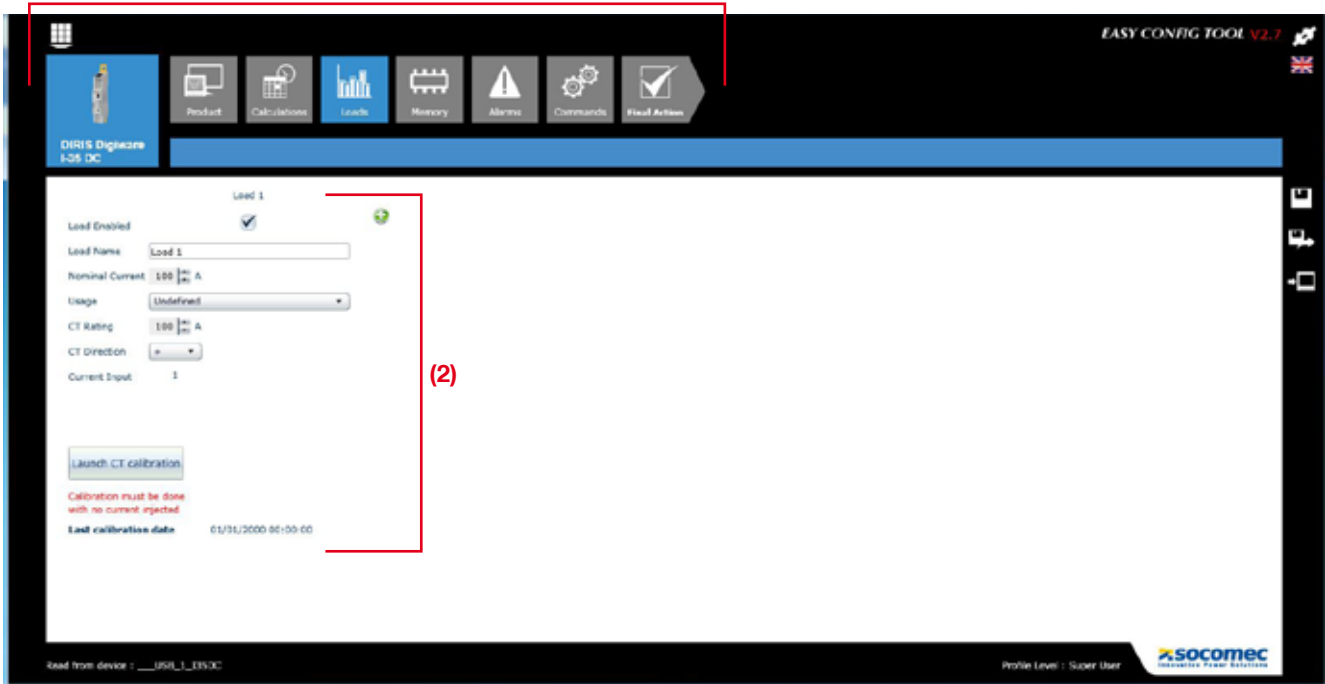 EASY CONFIG TOOL V2.7
Product
Calculations
Loads
Memory
Alarms
Commands
Final Action
DIRIS Digiware
I-35 DC
Load 1
Load Enabled
Load Name Load 1
Nominal Current 100 A
Usage Undefined
CT Rating 100 A
CT Direction +
Current Input 1
(2)
Launch CT calibration
Calibration must be done
with no current injected
Last calibration date 01/01/2000 00:00:00
Read from device : ___USB_1_I35DC
Profile Level : Super User
socomec
Innovative Power Solutions